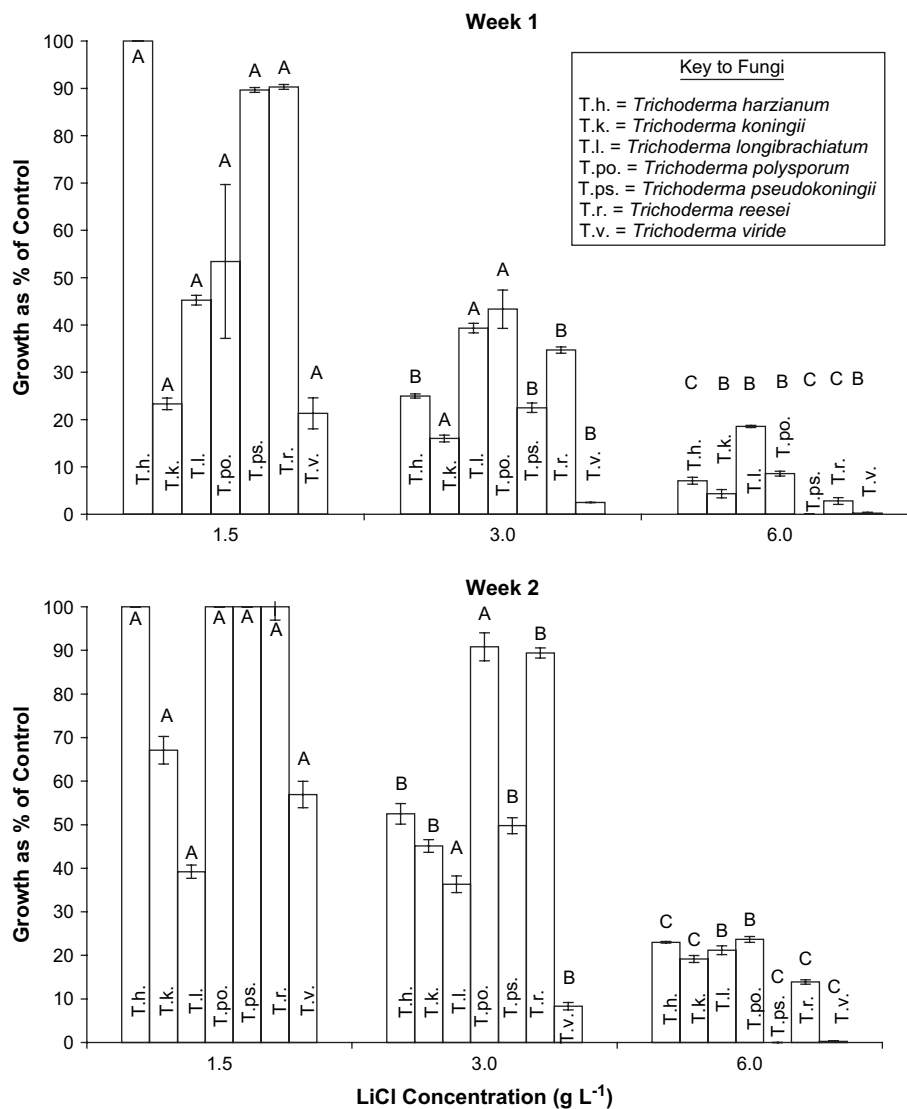 Week 1
Growth as % of Control
100
90
80
70
60
50
40
30
20
10
0
A A A A A A A
B A A A B B B
C B B B C C B
T.h. T.k. T.l. T.po. T.ps. T.r. T.v.
T.h. T.k. T.l. T.po. T.ps. T.r. T.v.
T.h. T.k. T.l. T.po. T.ps. T.r. T.v.
1.5 3.0 6.0
Key to Fungi
T.h. = Trichoderma harzianum
T.k. = Trichoderma koningii
T.l. = Trichoderma longibrachiatum
T.po. = Trichoderma polysporum
T.ps. = Trichoderma pseudokoningii
T.r. = Trichoderma reesei
T.v. = Trichoderma viride
Week 2
Growth as % of Control
100
90
80
70
60
50
40
30
20
10
0
A A A A A A A
B B A A B B B
C C B B C C C
T.h. T.k. T.l. T.po. T.ps. T.r. T.v.
T.h. T.k. T.l. T.po. T.ps. T.r. T.v.
T.h. T.k. T.l. T.po. T.ps. T.r. T.v.
1.5 3.0 6.0
LiCl Concentration (g L⁻¹)